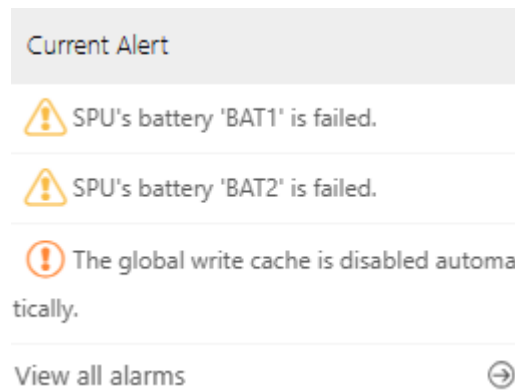 Current Alert
SPU's battery 'BAT1' is failed.
SPU's battery 'BAT2' is failed.
The global write cache is disabled automa
tically.
View all alarms